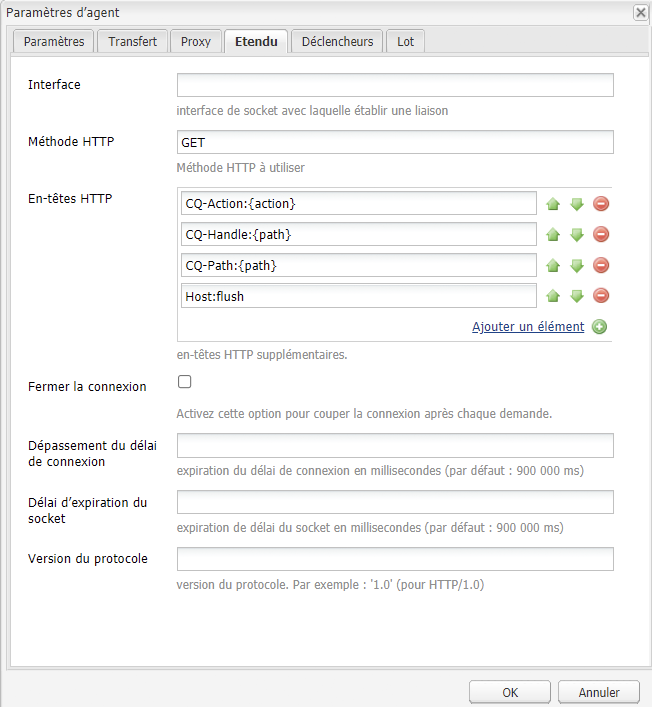 Paramètres d’agent
Paramètres Transfert Proxy Etendu Déclencheurs Lot
Interface
interface de socket avec laquelle établir une liaison
Méthode HTTP GET
Méthode HTTP à utiliser
En-têtes HTTP CQ-Action:{action}
CQ-Handle:{path}
CQ-Path:{path}
Host:flush
Ajouter un élément
en-têtes HTTP supplémentaires.
Fermer la connexion
Activez cette option pour couper la connexion après chaque demande.
Dépassement du délai
de connexion
expiration du délai de connexion en millisecondes (par défaut : 900 000 ms)
Délai d’expiration du
socket
expiration de délai du socket en millisecondes (par défaut : 900 000 ms)
Version du protocole
version du protocole. Par exemple : '1.0' (pour HTTP/1.0)
OK Annuler